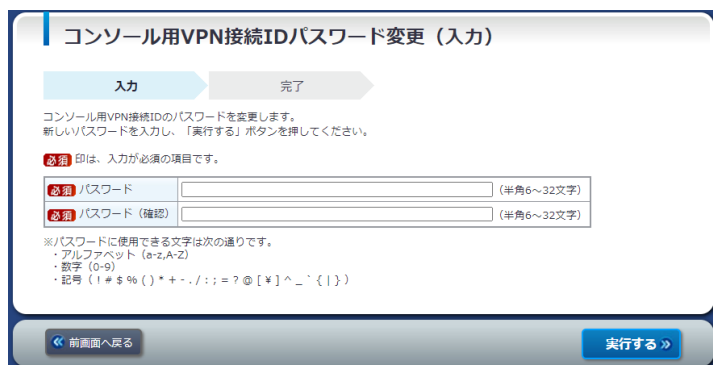 コンソール用VPN接続IDパスワード変更（入力）
入力
完了
コンソール用VPN接続IDのパスワードを変更します。
新しいパスワードを入力し、「実行する」ボタンを押してください。
必須 印は、入力が必須の項目です。
必須 パスワード （半角6～32文字）
必須 パスワード（確認） （半角6～32文字）
※パスワードに使用できる文字は次の通りです。
・アルファベット（a-z,A-Z）
・数字（0-9）
・記号（ ! # $ % ( ) * + - . / : ; = ? @ [ ¥ ] ^ _ ` { | } ）
前画面へ戻る
実行する